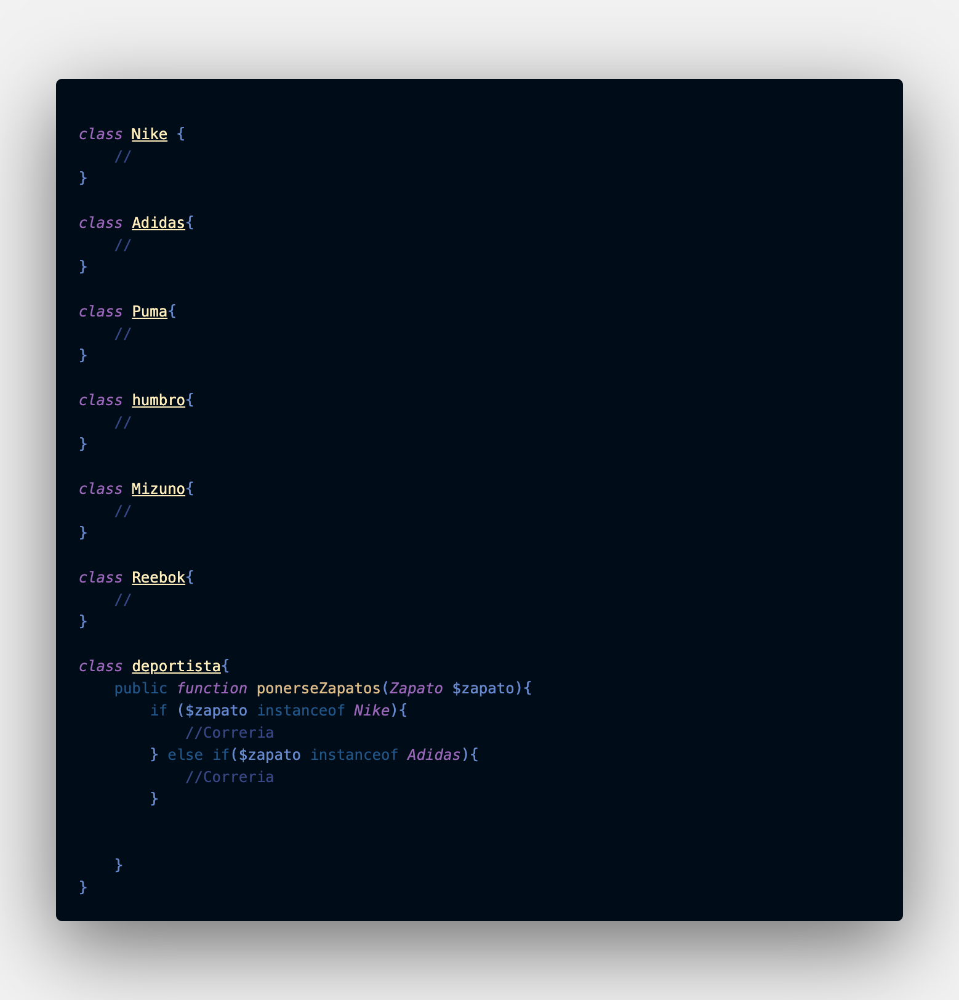 class Nike {
    //
}
class Adidas{
    //
}
class Puma{
    //
}
class humbro{
    //
}
class Mizuno{
    //
}
class Reebok{
    //
}
class deportista{
    public function ponerseZapatos(Zapato $zapato){
        if ($zapato instanceof Nike){
            //Correria
        } else if($zapato instanceof Adidas){
            //Correria
        }
    }
}